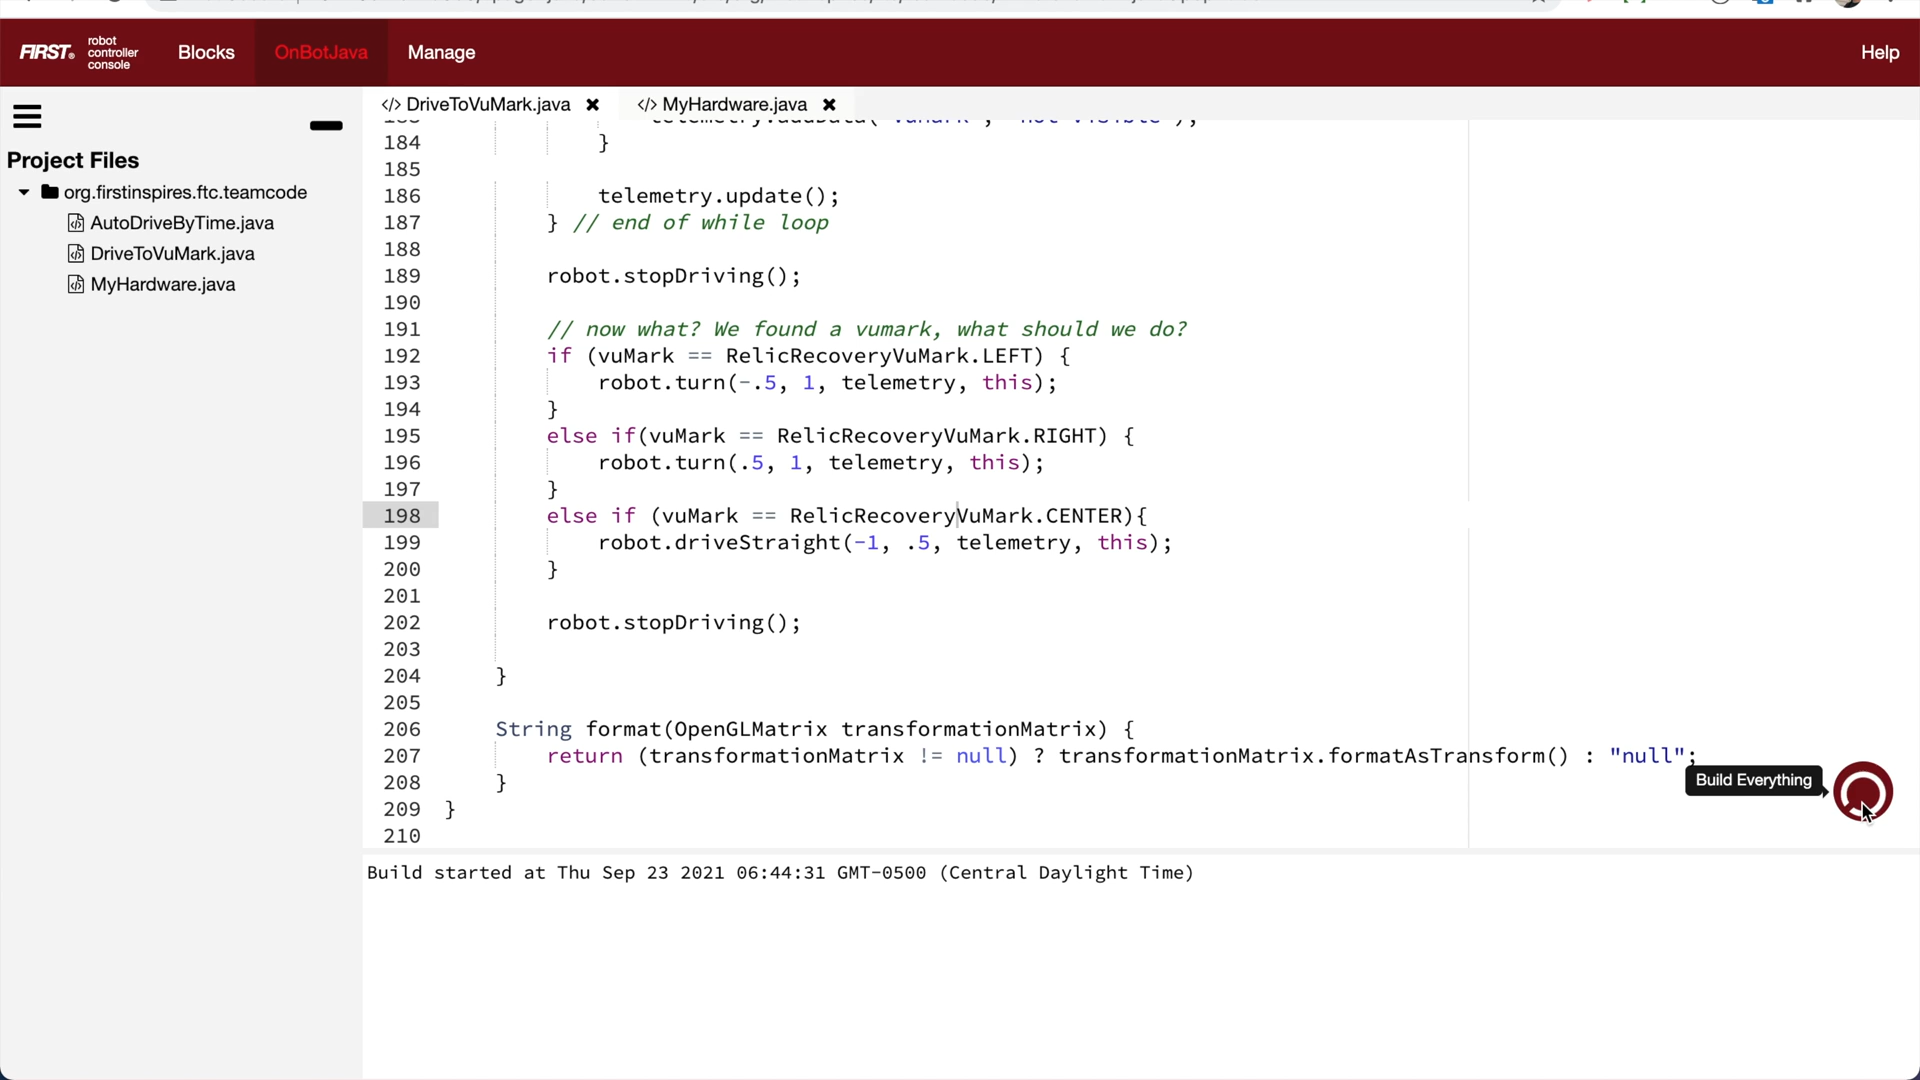 FIRST® robot controller console Blocks OnBotJava Manage Help
</> DriveToVuMark.java ✖ </> MyHardware.java ✖
Project Files
org.firstinspires.ftc.teamcode
AutoDriveByTime.java
DriveToVuMark.java
MyHardware.java
184 }
185
186 telemetry.update();
187 } // end of while loop
188
189 robot.stopDriving();
190
191 // now what? We found a vumark, what should we do?
192 if (vuMark == RelicRecoveryVuMark.LEFT) {
193 robot.turn(-.5, 1, telemetry, this);
194 }
195 else if(vuMark == RelicRecoveryVuMark.RIGHT) {
196 robot.turn(.5, 1, telemetry, this);
197 }
198 else if (vuMark == RelicRecoveryVuMark.CENTER){
199 robot.driveStraight(-1, .5, telemetry, this);
200 }
201
202 robot.stopDriving();
203
204 }
205
206 String format(OpenGLMatrix transformationMatrix) {
207 return (transformationMatrix != null) ? transformationMatrix.formatAsTransform() : "null";
208 }
209 }
210
Build Everything
Build started at Thu Sep 23 2021 06:44:31 GMT-0500 (Central Daylight Time)